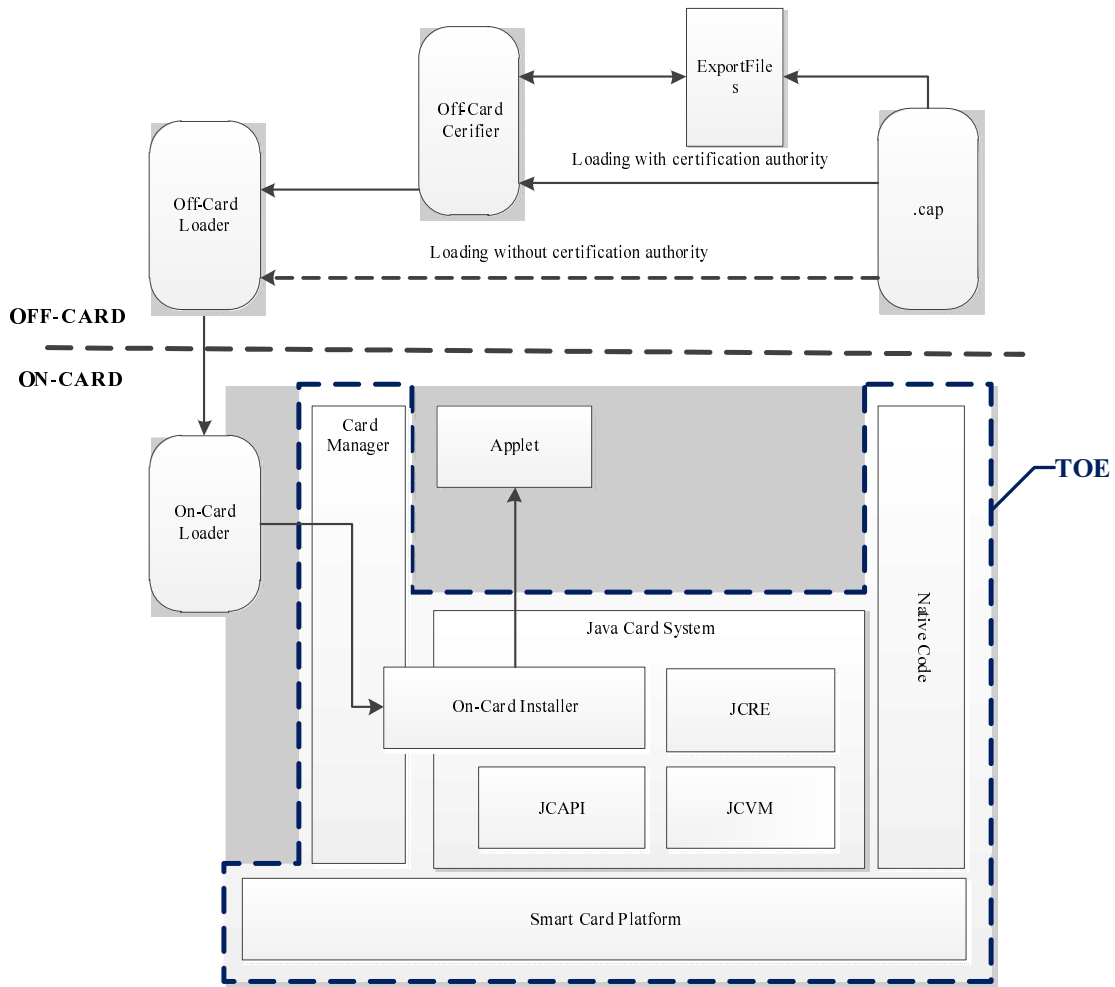 ExportFile
s
Off-Card
Cerifier
Loading with certification authority
Off-Card
Loader
.cap
Loading without certification authority
OFF-CARD
ON-CARD
Card
Manager
Applet
TOE
On-Card
Loader
Native Code
Java Card System
On-Card Installer
JCRE
JCAPI
JCVM
Smart Card Platform